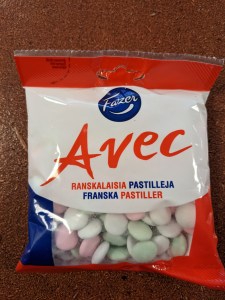 Fazer
Avec
RANSKALAISIA PASTILLEJA
FRANSKA PASTILLER